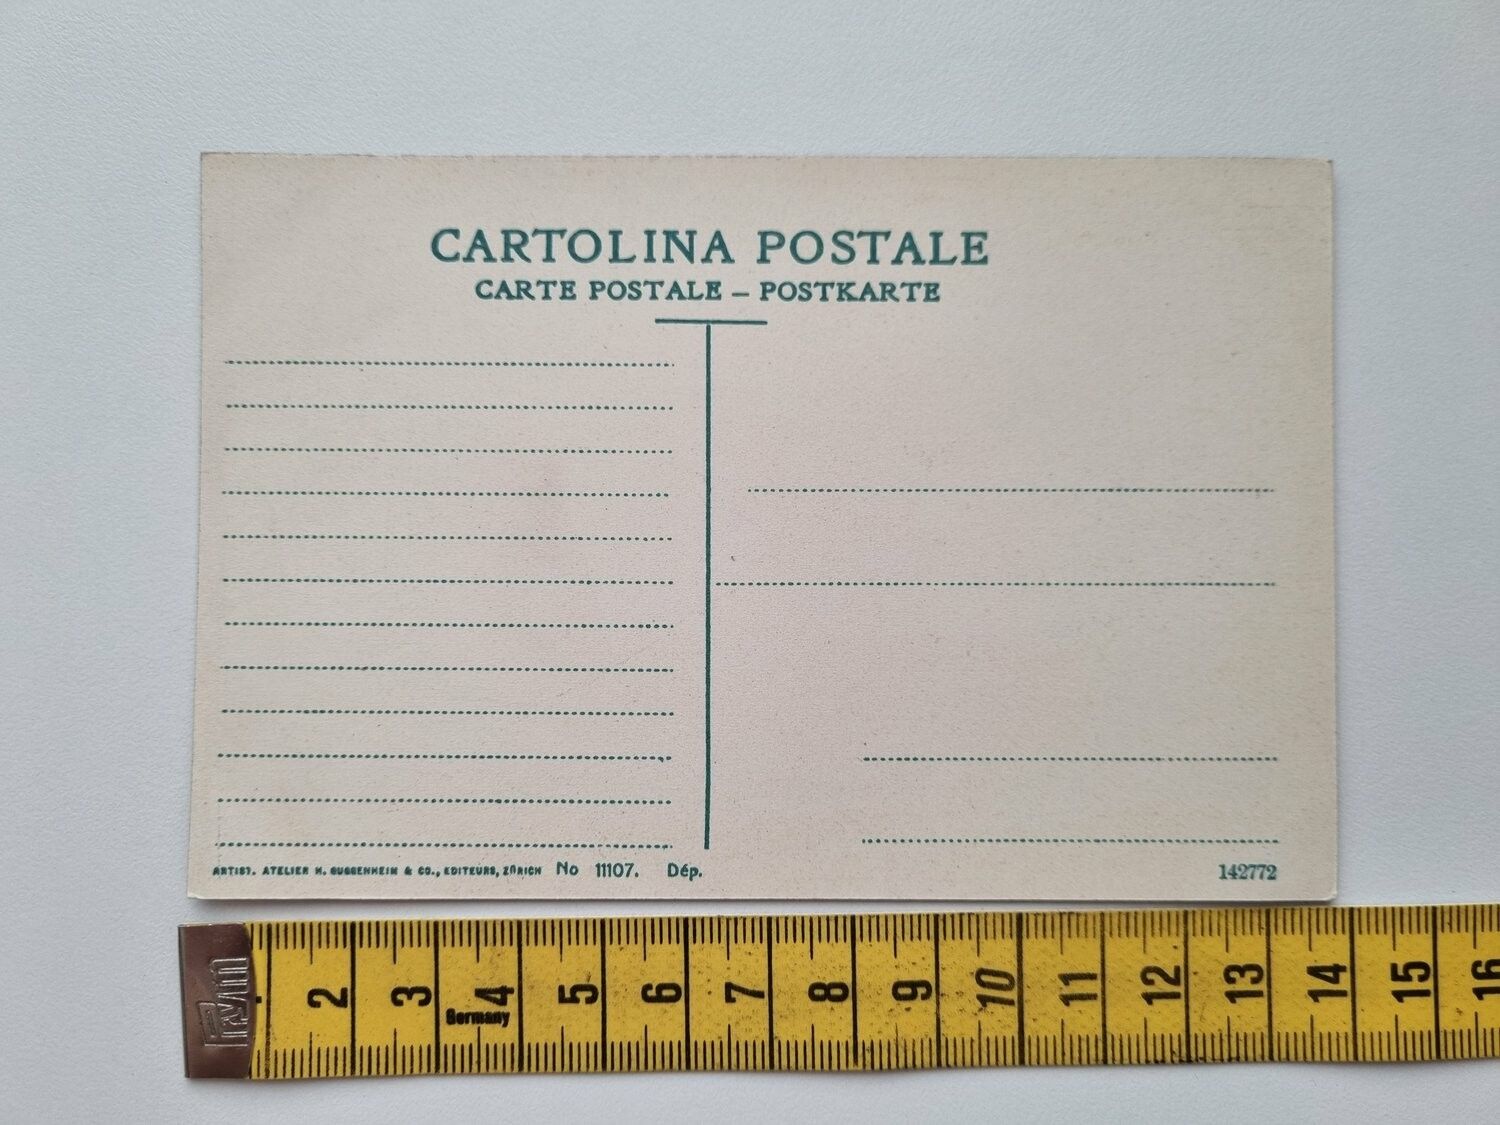 CARTOLINA POSTALE
CARTE POSTALE – POSTKARTE
ARTIST. ATELIER H. GUGGENHEIM & CO., EDITEURS, ZÜRICH No 11107. Dép.
142772
Prym
2 3 4 5 6 7 8 9 10 11 12 13 14 15 16
Germany